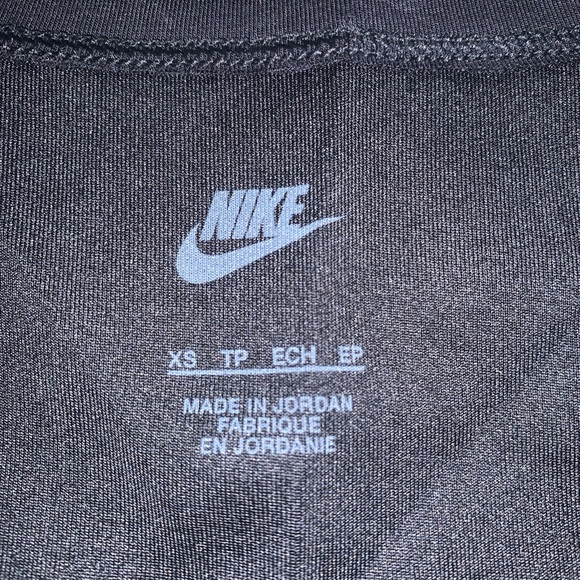 NIKE
XS TP ECH EP
MADE IN JORDAN
FABRIQUE
EN JORDANIE